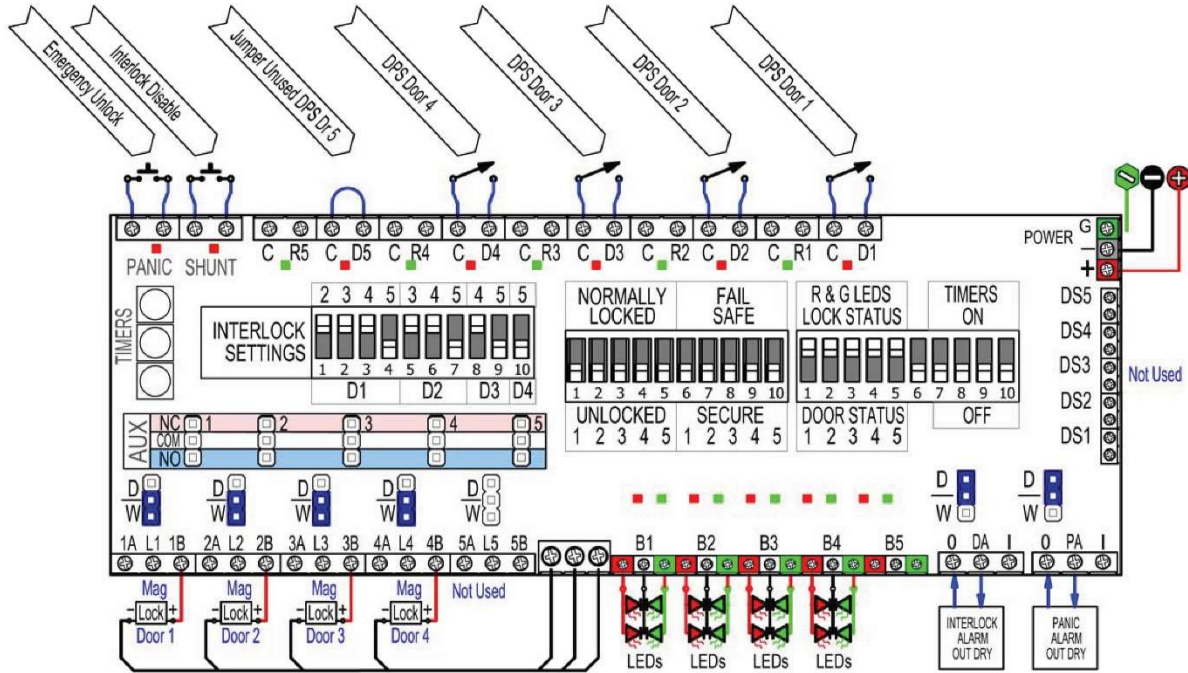 Emergency Unlock
Interlock Disable
Jumper Unused DPS Dr 5
DPS Door 4
DPS Door 3
DPS Door 2
DPS Door 1
PANIC SHUNT
C R5 C D5 C R4 C D4 C R3 C D3 C R2 C D2 C R1 C D1
POWER
G
−
+
TIMERS
INTERLOCK
SETTINGS
2 3 4 5 3 4 5 4 5 5
1 2 3 4 5 6 7 8 9 10
D1 D2 D3 D4
NORMALLY
LOCKED
FAIL
SAFE
1 2 3 4 5 6 7 8 9 10
UNLOCKED SECURE
1 2 3 4 5 1 2 3 4 5
R & G LEDS
LOCK STATUS
TIMERS
ON
1 2 3 4 5 6 7 8 9 10
DOOR STATUS OFF
1 2 3 4 5
DS5
DS4
DS3
DS2
DS1
Not Used
AUX
NC 1 2 3 4 5
COM
NO
D W D W D W D W D W
D W D W
1A L1 1B 2A L2 2B 3A L3 3B 4A L4 4B 5A L5 5B
B1 B2 B3 B4 B5
O DA I O PA I
Mag
- Lock +
Door 1
Mag
- Lock +
Door 2
Mag
- Lock +
Door 3
Mag
- Lock +
Door 4
Not Used
LEDs LEDs LEDs LEDs
INTERLOCK
ALARM
OUT DRY
PANIC
ALARM
OUT DRY